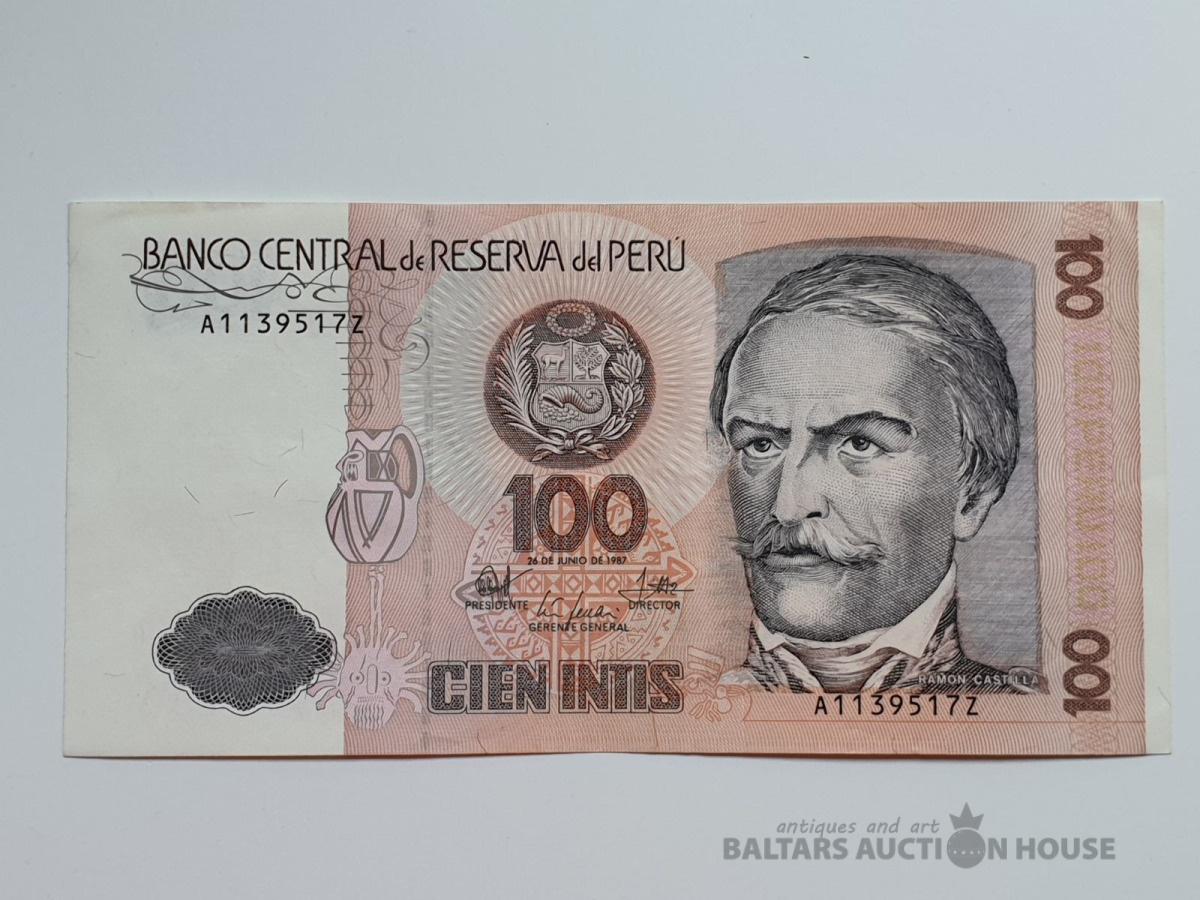 BANCO CENTRAL de RESERVA del PERÚ
A1139517Z
100
100
26 DE JUNIO DE 1987
PRESIDENTE
DIRECTOR
GERENTE GENERAL
CIEN INTIS
RAMON CASTILLA
A1139517Z
100
antiques and art
BALTARS AUCTION HOUSE